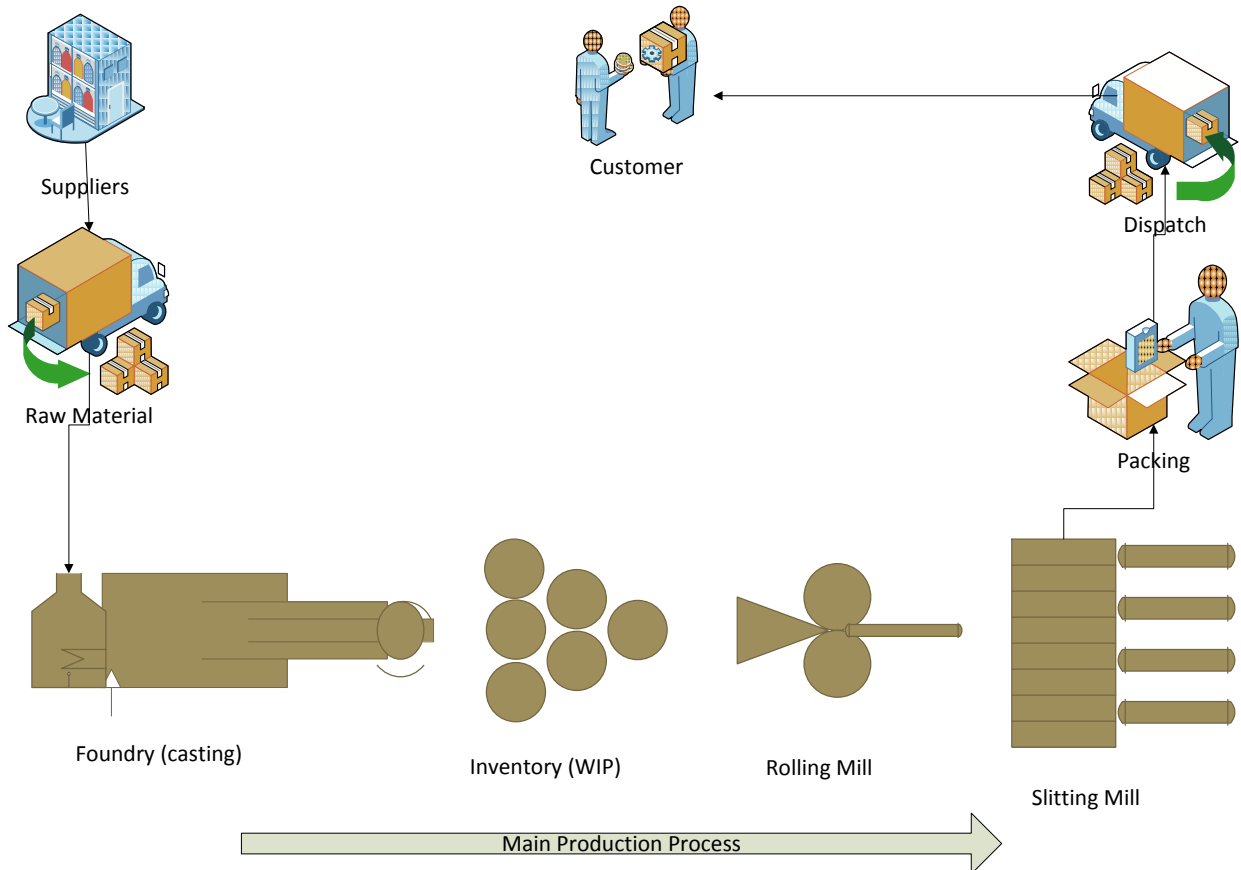 Suppliers
Customer
Dispatch
Raw Material
Packing
Foundry (casting)
Inventory (WIP)
Rolling Mill
Slitting Mill
Main Production Process